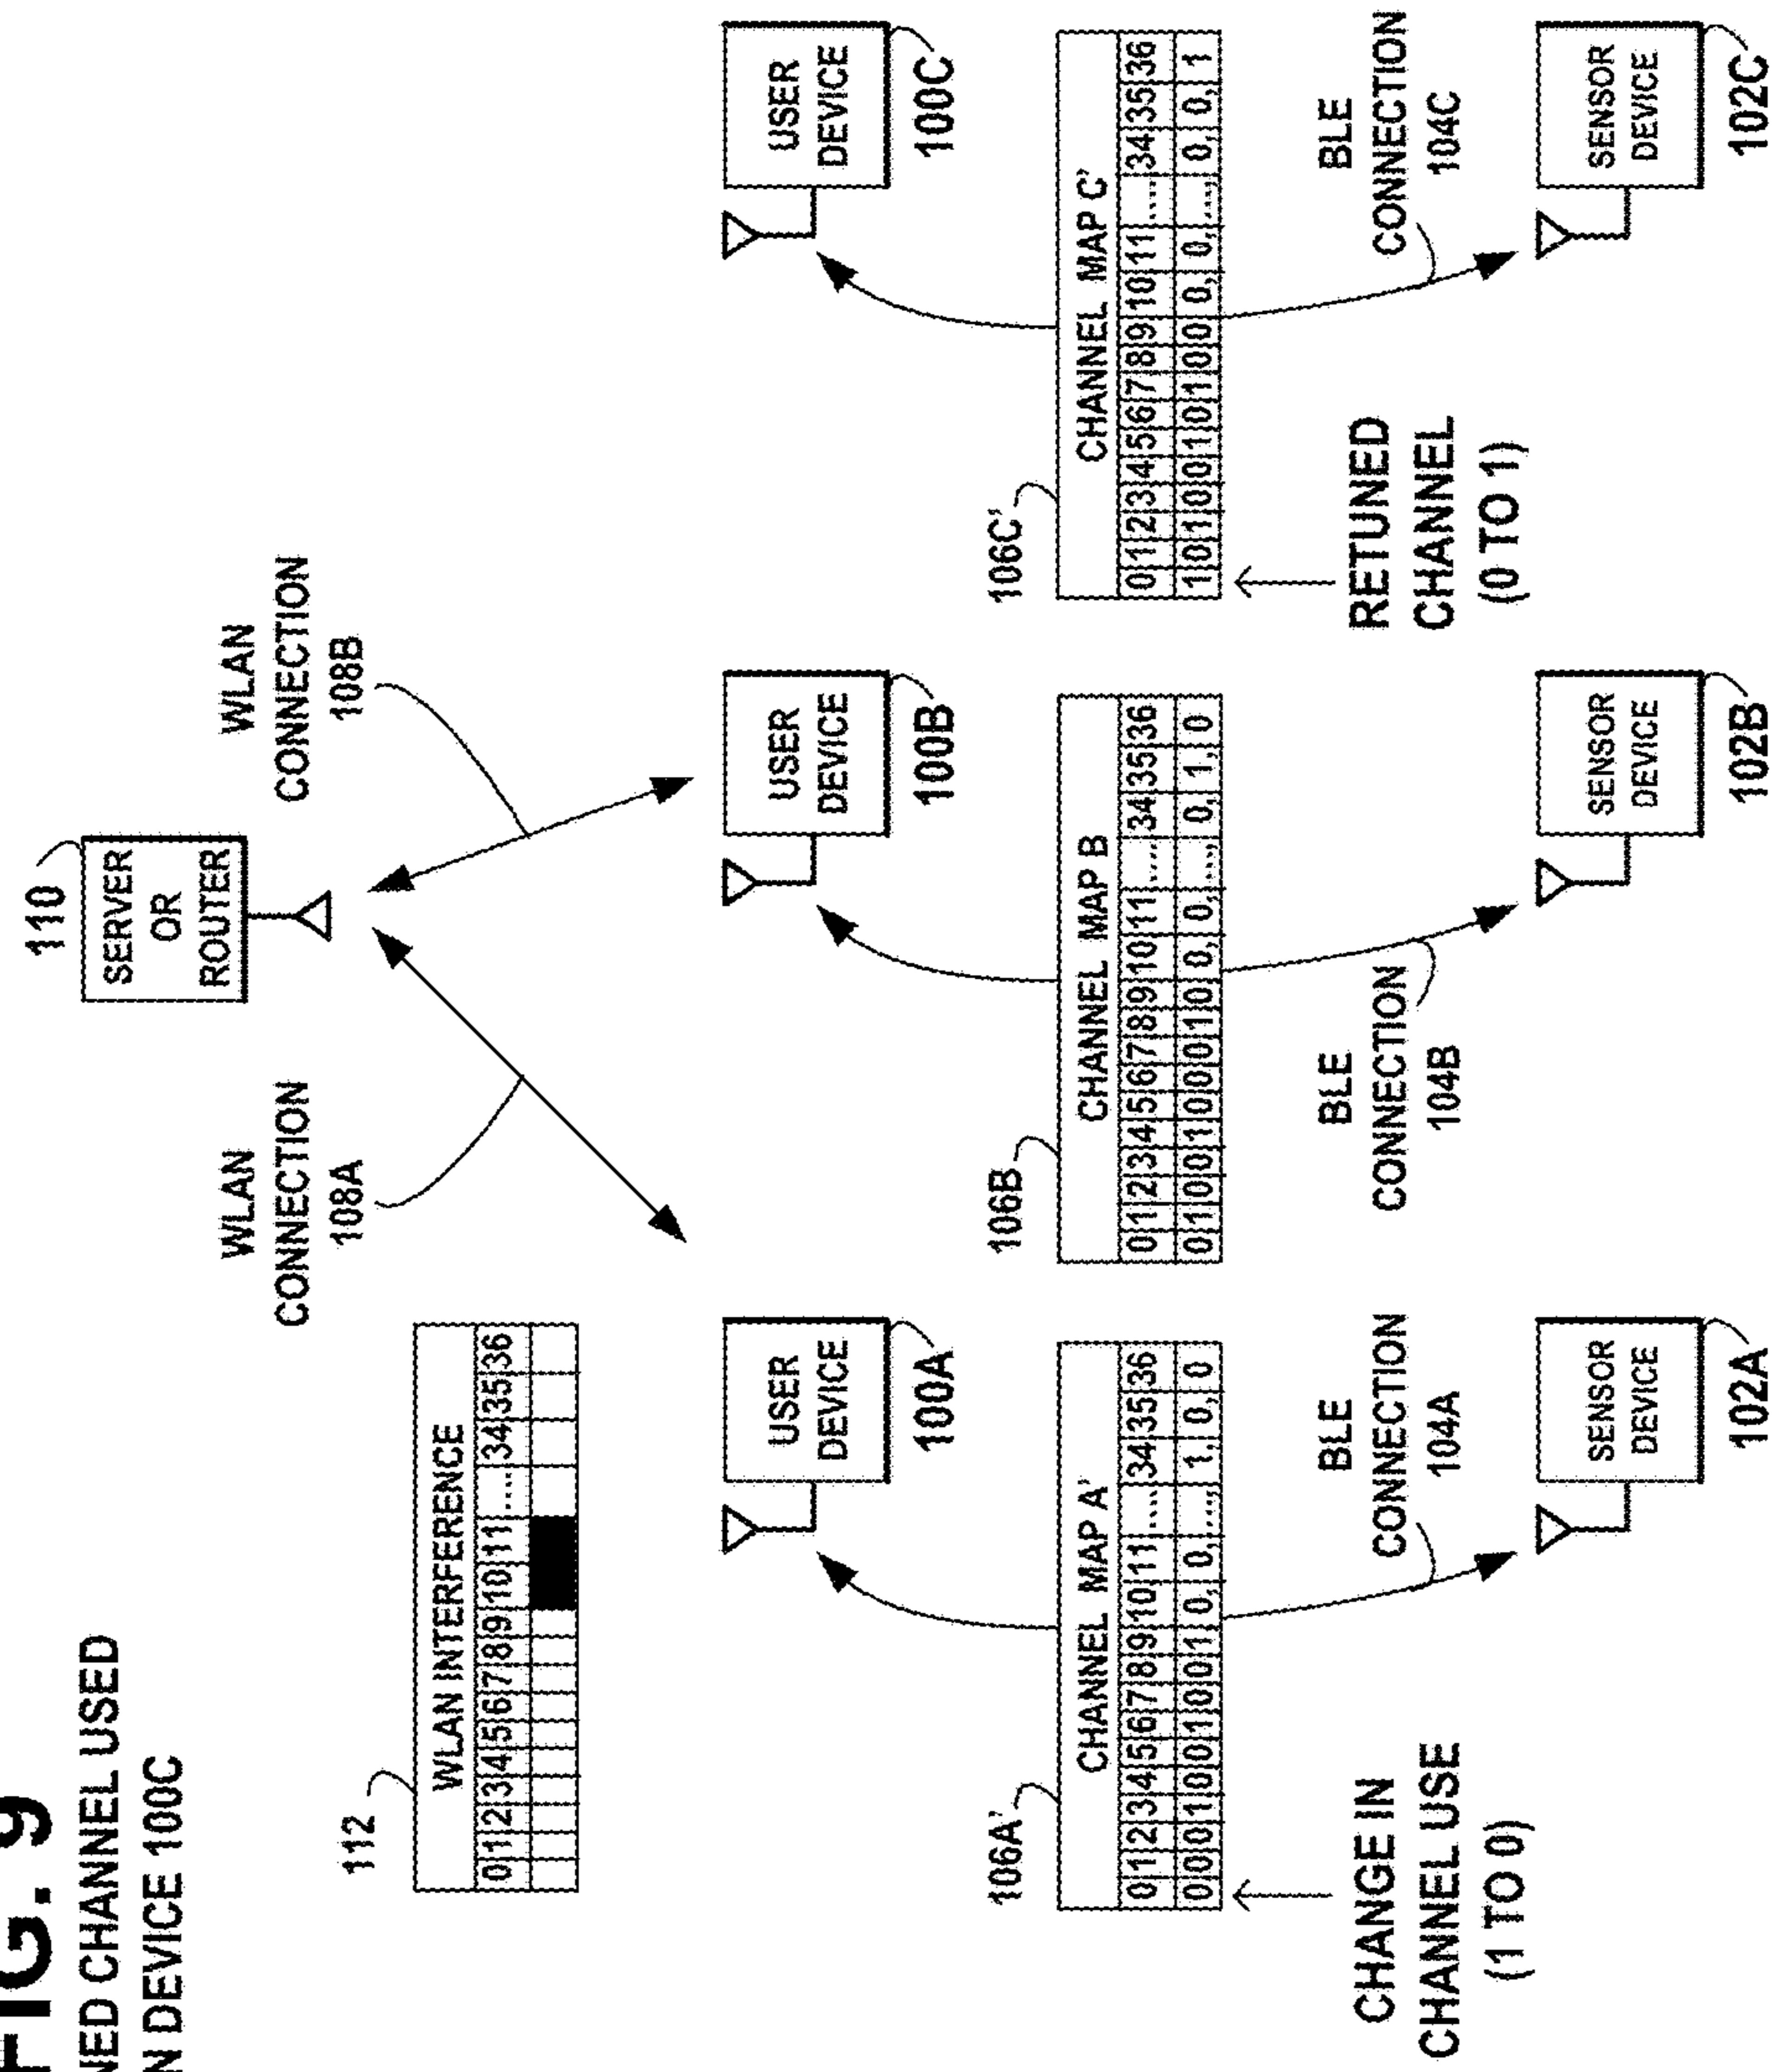 FIG. 9
NED CHANNEL USED
N DEVICE 100C
110
SERVER
OR
ROUTER
WLAN
CONNECTION
108A
WLAN
CONNECTION
108B
112
WLAN INTERFERENCE
0|1|2|3|4|5|6|7|8|9|10|11|....|34|35|36
USER
DEVICE
100A
USER
DEVICE
100B
USER
DEVICE
100C
106A'
CHANNEL MAP A'
0|1|2|3|4|5|6|7|8|9|10|11|....|34|35|36
0|0|0|1|0|0|1|0|0|1|0,|0,|...,|1,|0,|0
106B
CHANNEL MAP B
0|1|2|3|4|5|6|7|8|9|10|11|....|34|35|36
0|1|0|0|1|0|0|0|1|0|0,|0,|...,|0,|1,|0
106C'
CHANNEL MAP C'
0|1|2|3|4|5|6|7|8|9|10|11|....|34|35|36
1|0|1|0|0|1|0|1|0|0|0,|0,|...,|0,|0,|1
CHANGE IN
CHANNEL USE
(1 TO 0)
BLE
CONNECTION
104A
BLE
CONNECTION
104B
RETUNED
CHANNEL
(0 TO 1)
BLE
CONNECTION
104C
SENSOR
DEVICE
102A
SENSOR
DEVICE
102B
SENSOR
DEVICE
102C